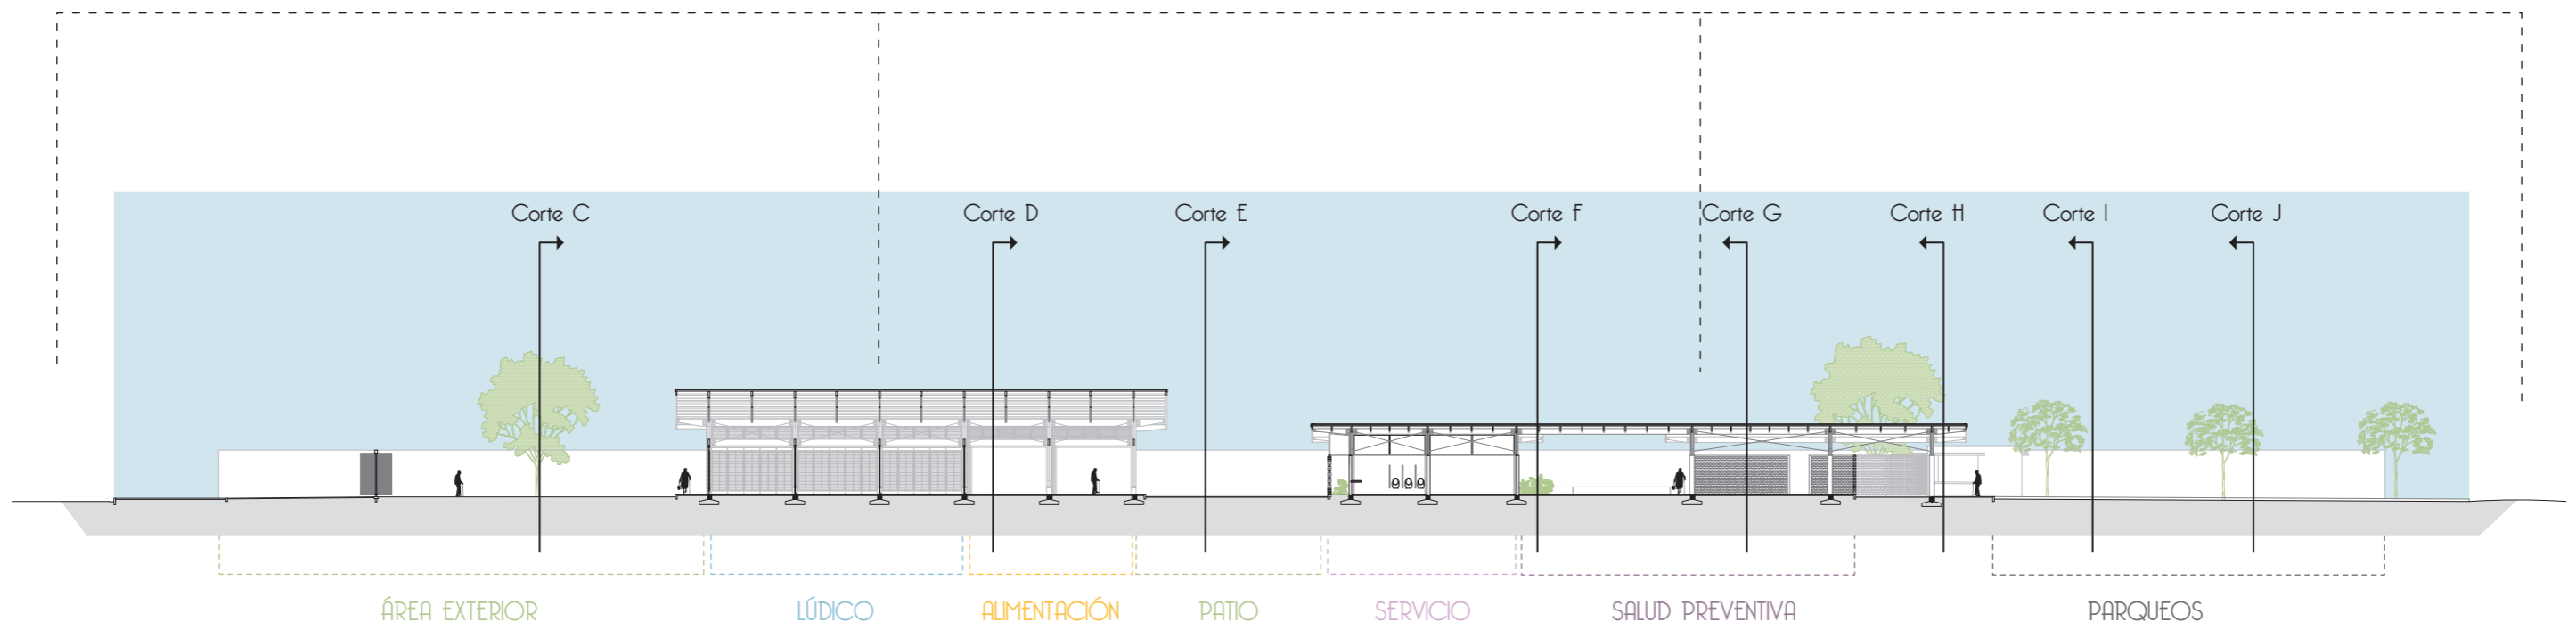 Corte C
Corte D
Corte E
Corte F
Corte G
Corte H
Corte I
Corte J
ÁREA EXTERIOR
LÚDICO
ALIMENTACIÓN
PATIO
SERVICIO
SALUD PREVENTIVA
PARQUEOS